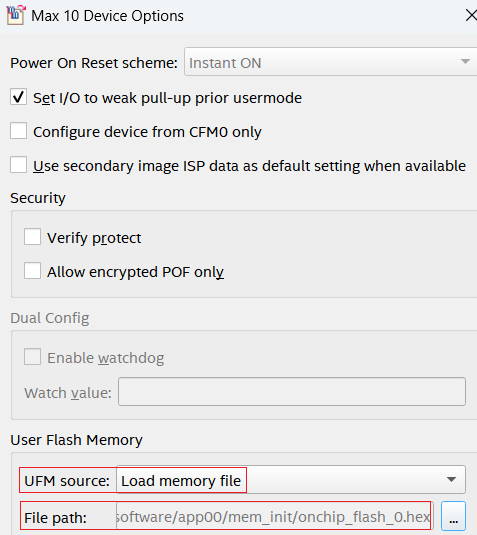 Max 10 Device Options
Power On Reset scheme: Instant ON
Set I/O to weak pull-up prior usermode
Configure device from CFM0 only
Use secondary image ISP data as default setting when available
Security
Verify protect
Allow encrypted POF only
Dual Config
Enable watchdog
Watch value:
User Flash Memory
UFM source: Load memory file
File path: software/app00/mem_init/onchip_flash_0.hex ...